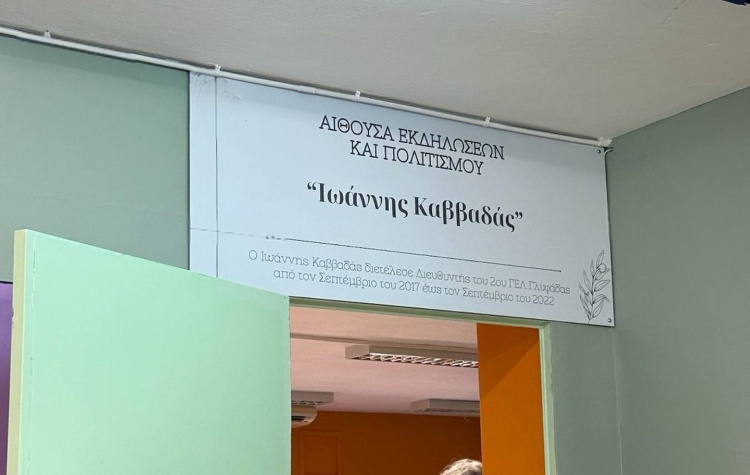 ΑΙΘΟΥΣΑ ΕΚΔΗΛΩΣΕΩΝ
ΚΑΙ ΠΟΛΙΤΙΣΜΟΥ
“Ιωάννης Καββαδάς”
Ο Ιωάννης Καββαδάς διετέλεσε Διευθυντής του 2ου ΓΕΛ Γλυφάδας
από τον Σεπτέμβριο του 2017 έως τον Σεπτέμβριο του 2022